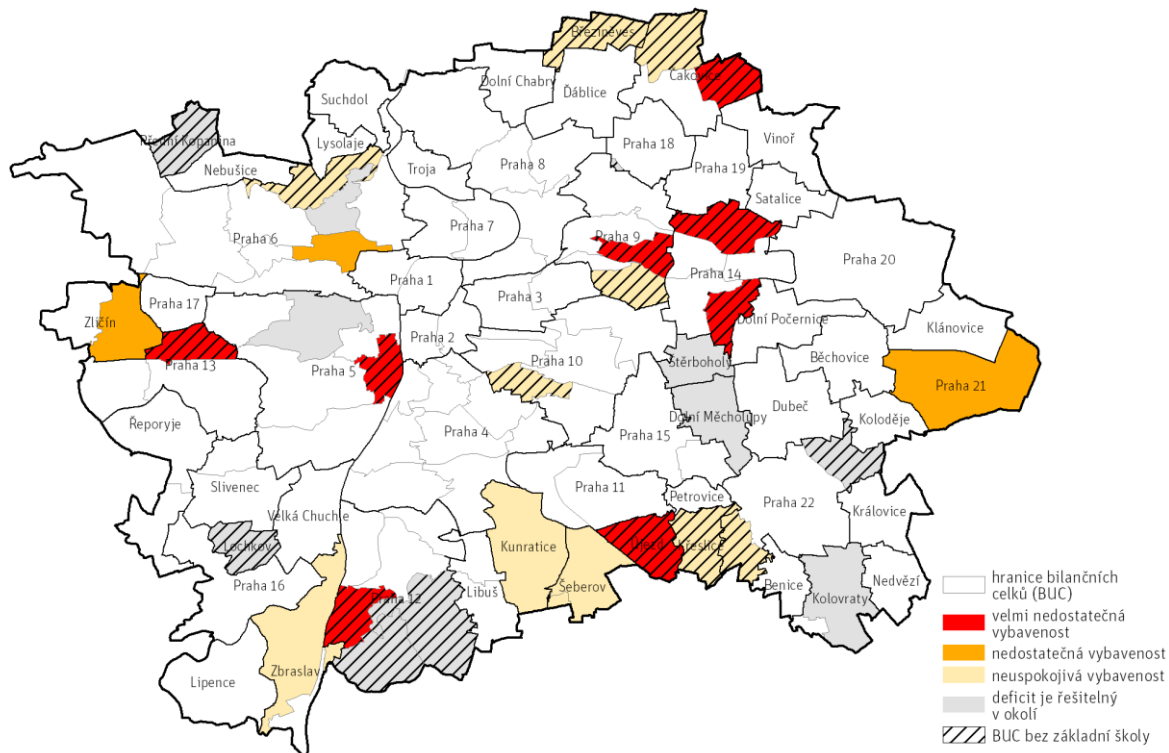 Březiněves
Čakovice
Dolní Chabry
Ďáblice
Suchdol
Přední Kopanina
Lysolaje
Nebušice
Troja
Praha 8
Praha 18
Vinoř
Praha 19
Satalice
Praha 6
Praha 7
Praha 9
Praha 20
Praha 1
Praha 3
Praha 14
Praha 17
Zličín
Praha 2
Dolní Počernice
Klánovice
Praha 13
Praha 5
Praha 10
Štěrboholy
Běchovice
Praha 21
Řeporyje
Praha 4
Dolní Měcholupy
Dubeč
Koloděje
Praha 15
Slivenec
Velká Chuchle
Praha 11
Petrovice
Praha 22
Královice
Lochkov
Kunratice
Újezd
Křeslice
Praha 16
Praha 12
Libuš
Šeberov
Benice
Kolovraty
Nedvězí
Zbraslav
Lipence
hranice bilančních
celků (BUC)
velmi nedostatečná
vybavenost
nedostatečná vybavenost
neuspokojivá vybavenost
deficit je řešitelný
v okolí
BUC bez základní školy